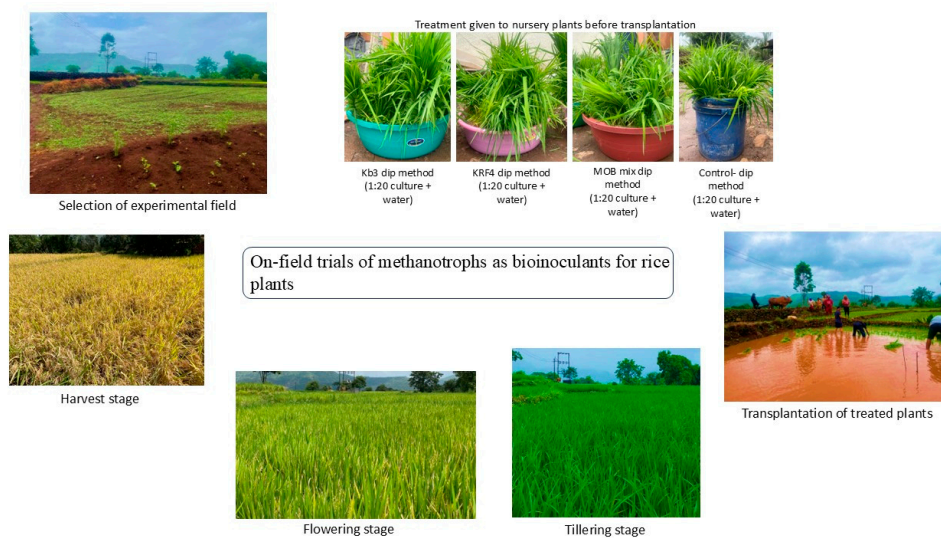 Treatment given to nursery plants before transplantation
Kb3 dip method
(1:20 culture +
water)
KRF4 dip method
(1:20 culture +
water)
MOB mix dip
method
(1:20 culture +
water)
Control- dip
method
(1:20 culture +
water)
Selection of experimental field
On-field trials of methanotrophs as bioinoculants for rice
plants
Harvest stage
Transplantation of treated plants
Flowering stage
Tillering stage